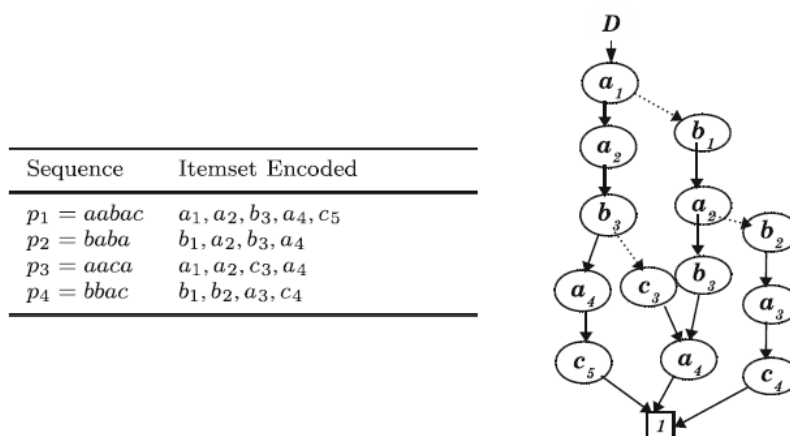 Sequence Itemset Encoded
p₁ = aabac a₁, a₂, b₃, a₄, c₅
p₂ = baba b₁, a₂, b₃, a₄
p₃ = aaca a₁, a₂, c₃, a₄
p₄ = bbac b₁, b₂, a₃, c₄
D
a₁
b₁
a₂
a₂
b₂
b₃
c₃
b₃
a₄
a₃
c₅
a₄
c₄
1